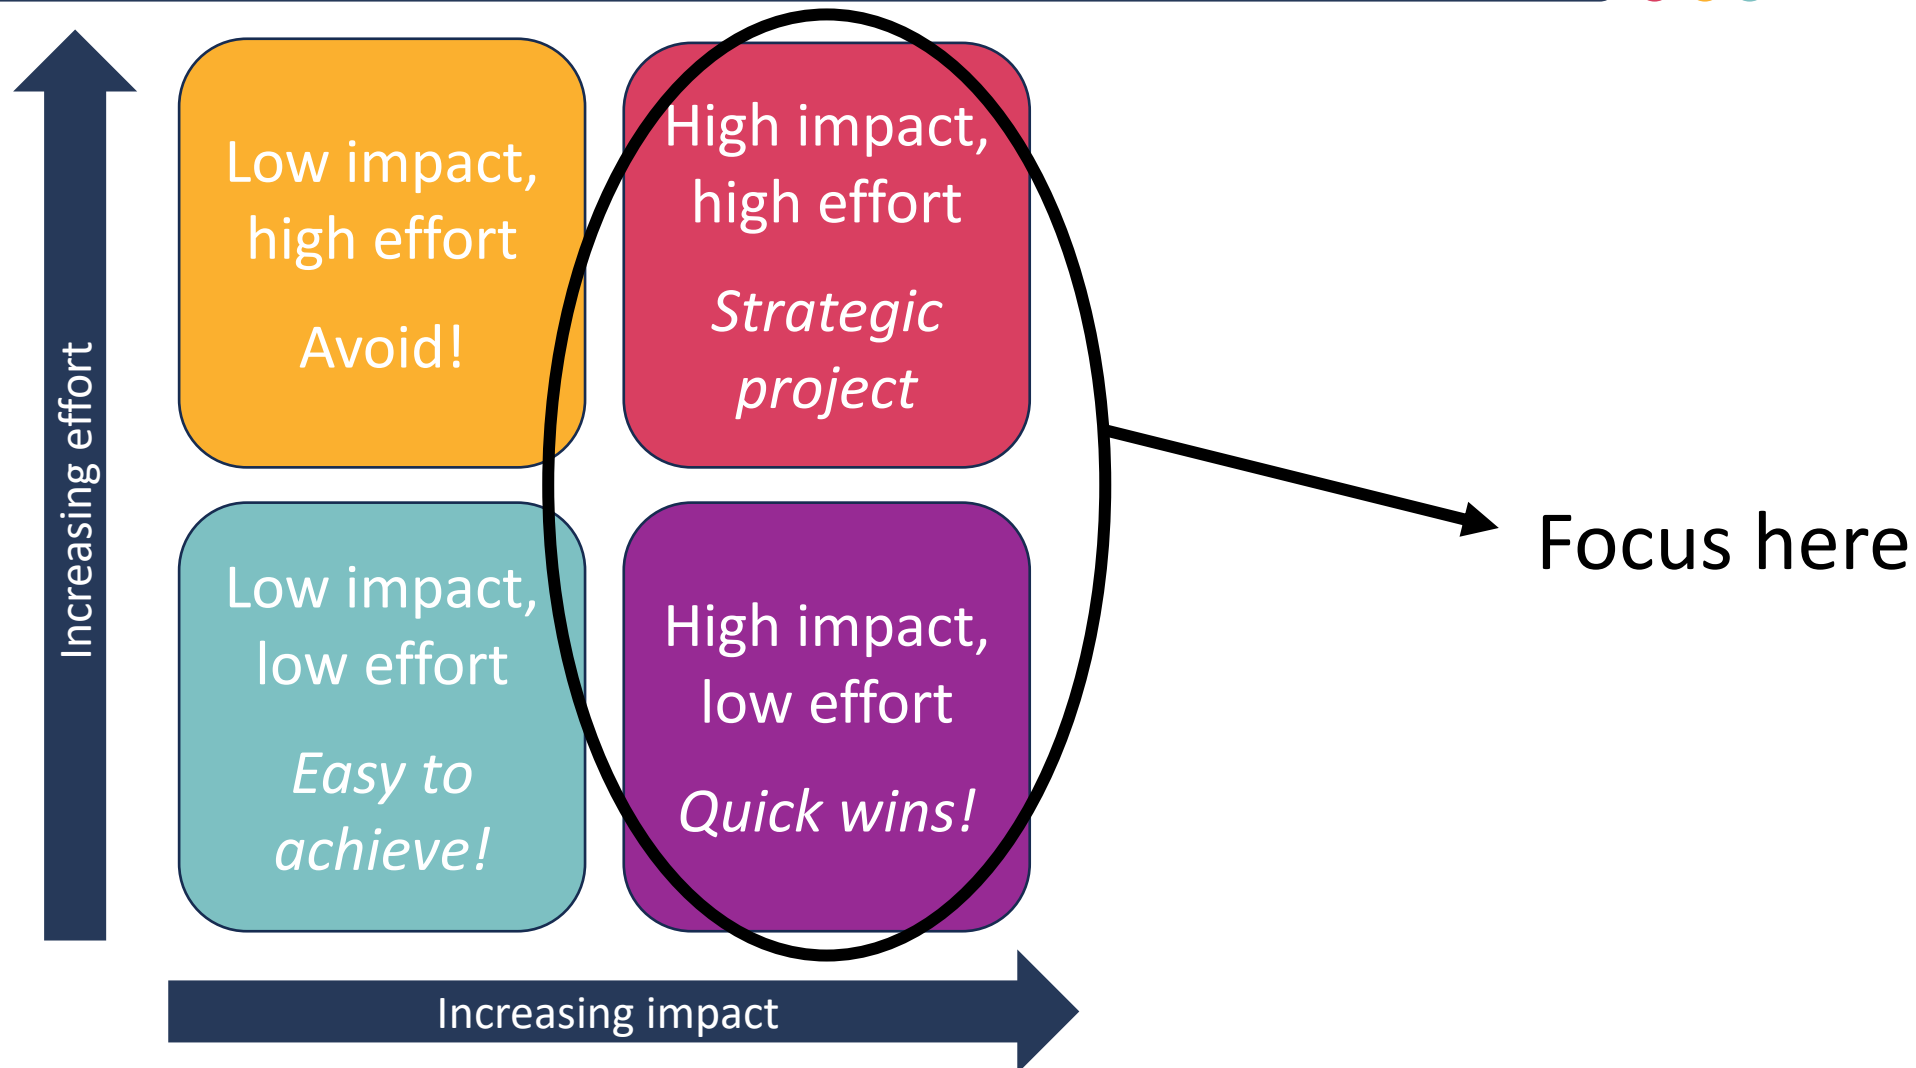 Increasing effort
Low impact,
high effort
Avoid!
High impact,
high effort
Strategic
project
Low impact,
low effort
Easy to
achieve!
High impact,
low effort
Quick wins!
Focus here
Increasing impact